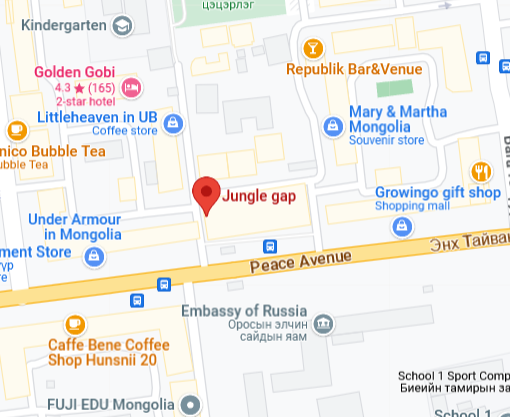 цэцэрлэг
Kindergarten
Republik Bar&Venue
Golden Gobi
4.3 ★ (165)
2-star hotel
Littleheaven in UB
Coffee store
Mary & Martha
Mongolia
Souvenir store
nico Bubble Tea
ubble Tea
Jungle gap
Growingo gift shop
Shopping mall
Under Armour
in Mongolia
ment Store
Энх Тайван
Peace Avenue
Embassy of Russia
Оросын элчин
сайдын яам
Caffe Bene Coffee
Shop Hunsnii 20
School 1 Sport Comp
Биеийн тамирын за
FUJI EDU Mongolia
School 1